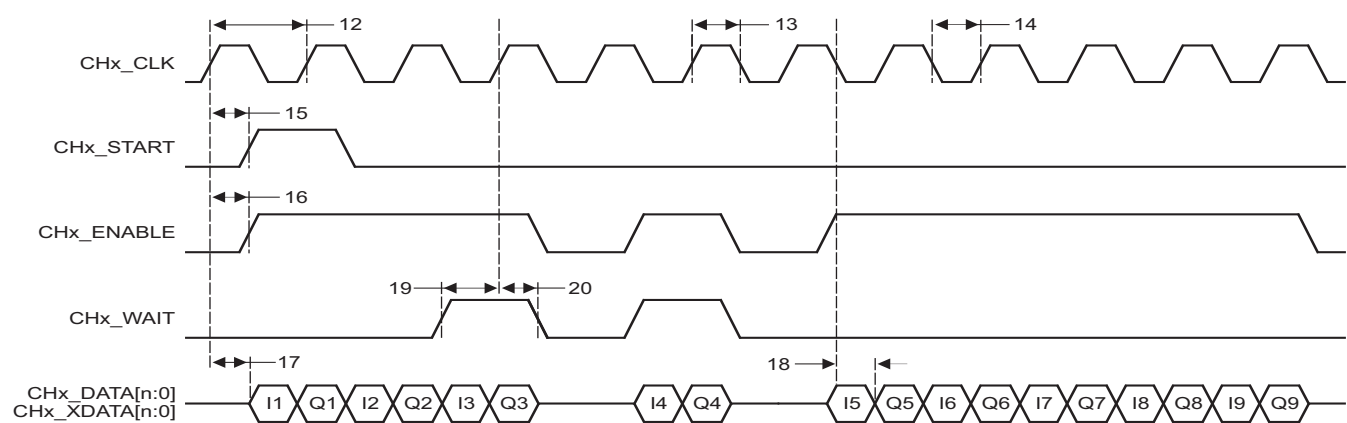 12
13
14
CHx_CLK
15
CHx_START
16
CHx_ENABLE
19
20
CHx_WAIT
17
18
CHx_DATA[n:0]
CHx_XDATA[n:0]
I1 Q1 I2 Q2 I3 Q3 I4 Q4 I5 Q5 I6 Q6 I7 Q7 I8 Q8 I9 Q9